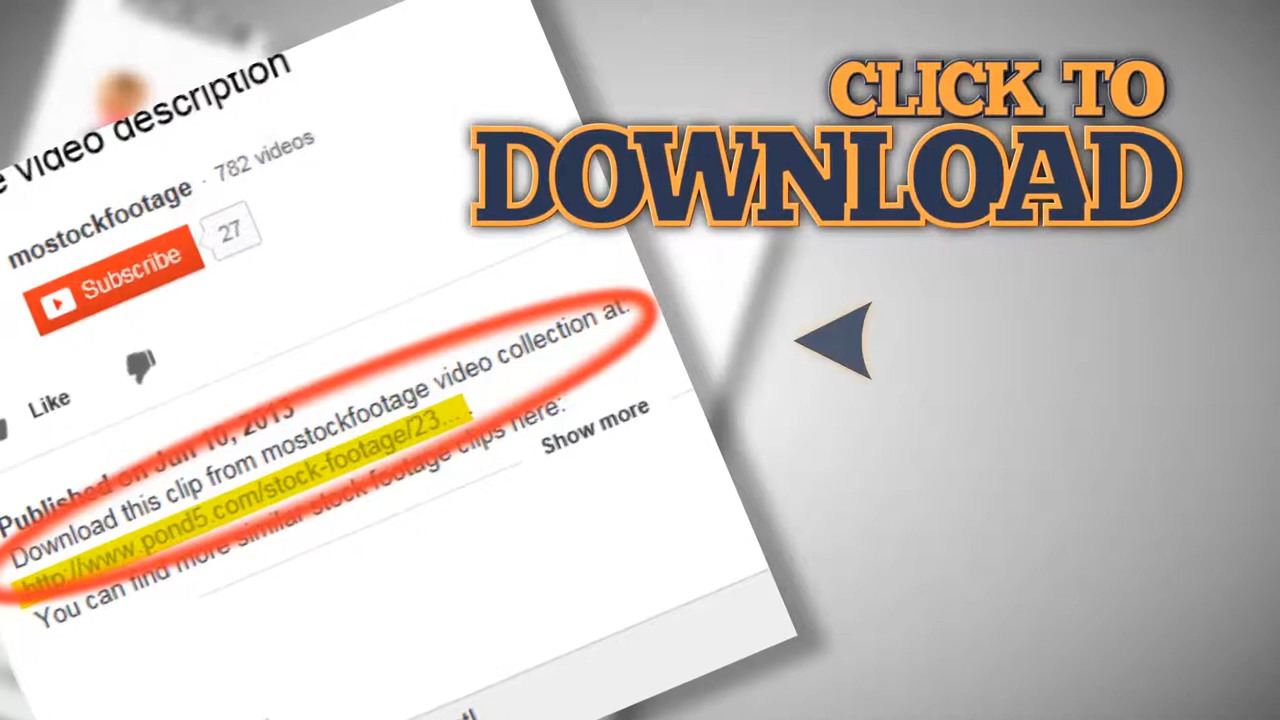 video description
mostockfootage · 782 videos
Subscribe
27
Like
Published on Jun 10, 2013
Download this clip from mostockfootage video collection at:
http://www.pond5.com/stock-footage/23... .
You can find more similar stock footage clips here:
Show more
CLICK TO
DOWNLOAD